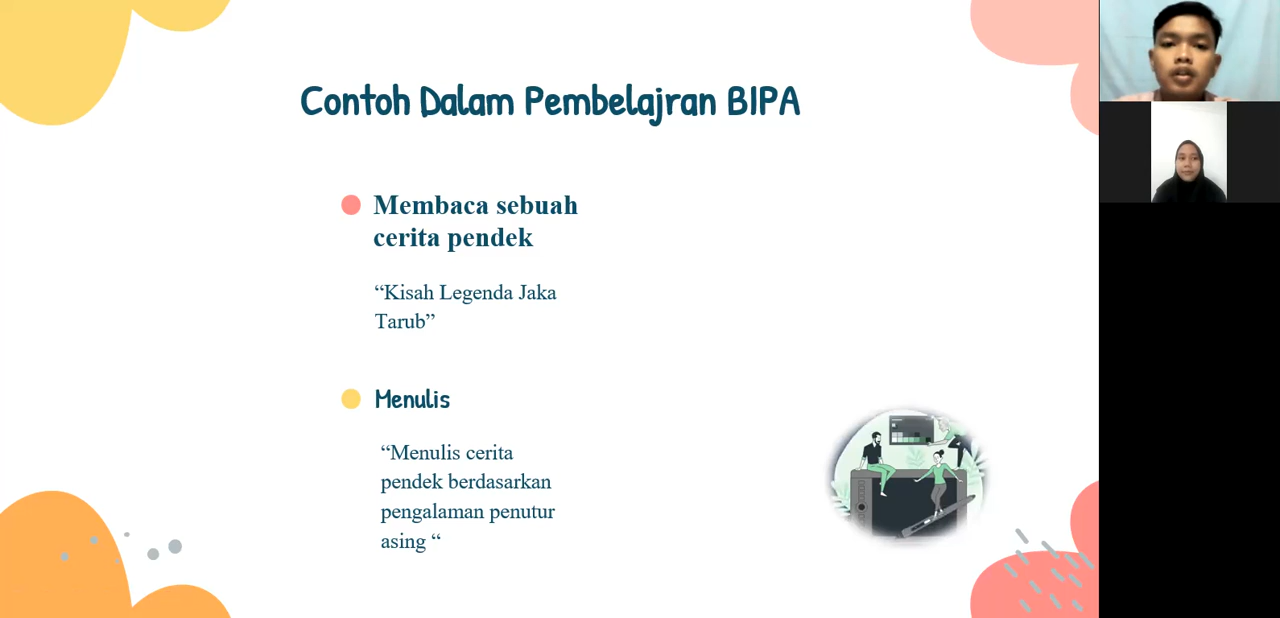 Contoh Dalam Pembelajran BIPA
Membaca sebuah
cerita pendek
“Kisah Legenda Jaka
Tarub”
Menulis
“Menulis cerita
pendek berdasarkan
pengalaman penutur
asing “